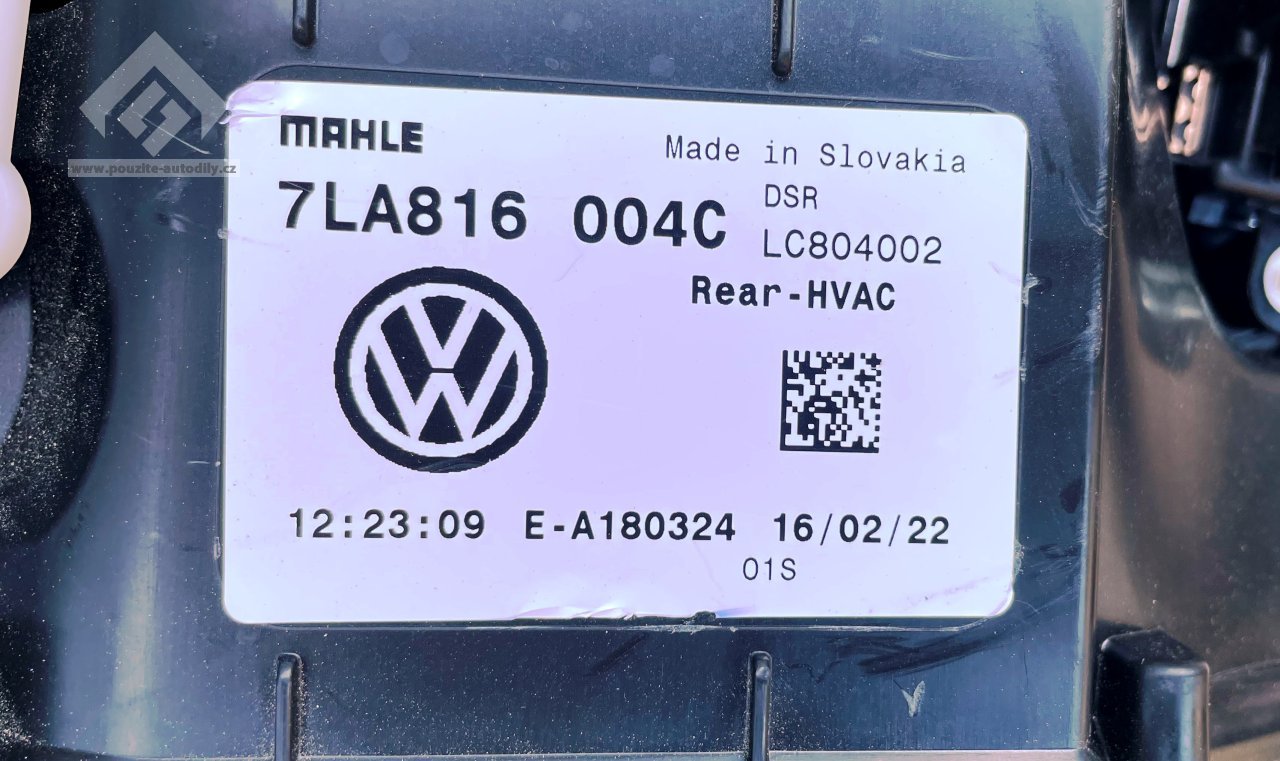 www.pouzite-autodily.cz
MAHLE
Made in Slovakia
7LA816 004C
DSR
LC804002
Rear-HVAC
12:23:09 E-A180324 16/02/22
01S